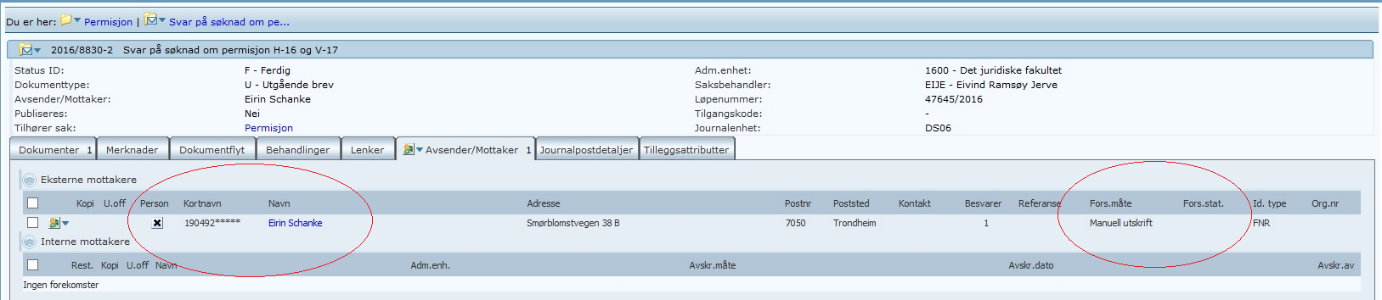 Du er her: Permisjon | Svar på søknad om pe...
2016/8830-2 Svar på søknad om permisjon H-16 og V-17
Status ID: F - Ferdig Adm.enhet: 1600 - Det juridiske fakultet
Dokumenttype: U - Utgående brev Saksbehandler: EIJE - Eivind Ramsøy Jerve
Avsender/Mottaker: Eirin Schanke Løpenummer: 47645/2016
Publiseres: Nei Tilgangskode: -
Tilhører sak: Permisjon Journalenhet: DS06
Dokumenter 1 Merknader Dokumentflyt Behandlinger Lenker Avsender/Mottaker 1 Journalpostdetaljer Tilleggsattributter
Eksterne mottakere
Kopi U.off Person Kortnavn Navn Adresse Postnr Poststed Kontakt Besvarer Referanse Fors.måte Fors.stat. Id. type Org.nr
190492***** Eirin Schanke Smørblomstvegen 38 B 7050 Trondheim 1 Manuell utskrift FNR
Interne mottakere
Rest. Kopi U.off Navn Adm.enh. Avskr.måte Avskr.dato Avskr.av
Ingen forekomster